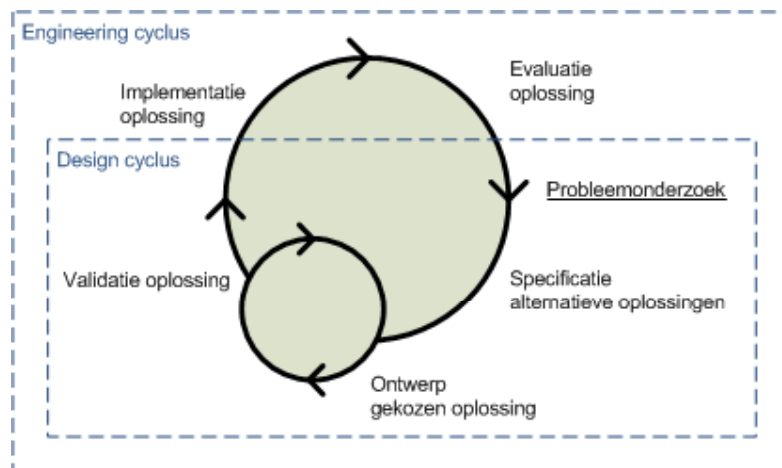 Engineering cyclus
Evaluatie
oplossing
Implementatie
oplossing
Design cyclus
Probleemonderzoek
Validatie oplossing
Specificatie
alternatieve oplossingen
Ontwerp
gekozen oplossing